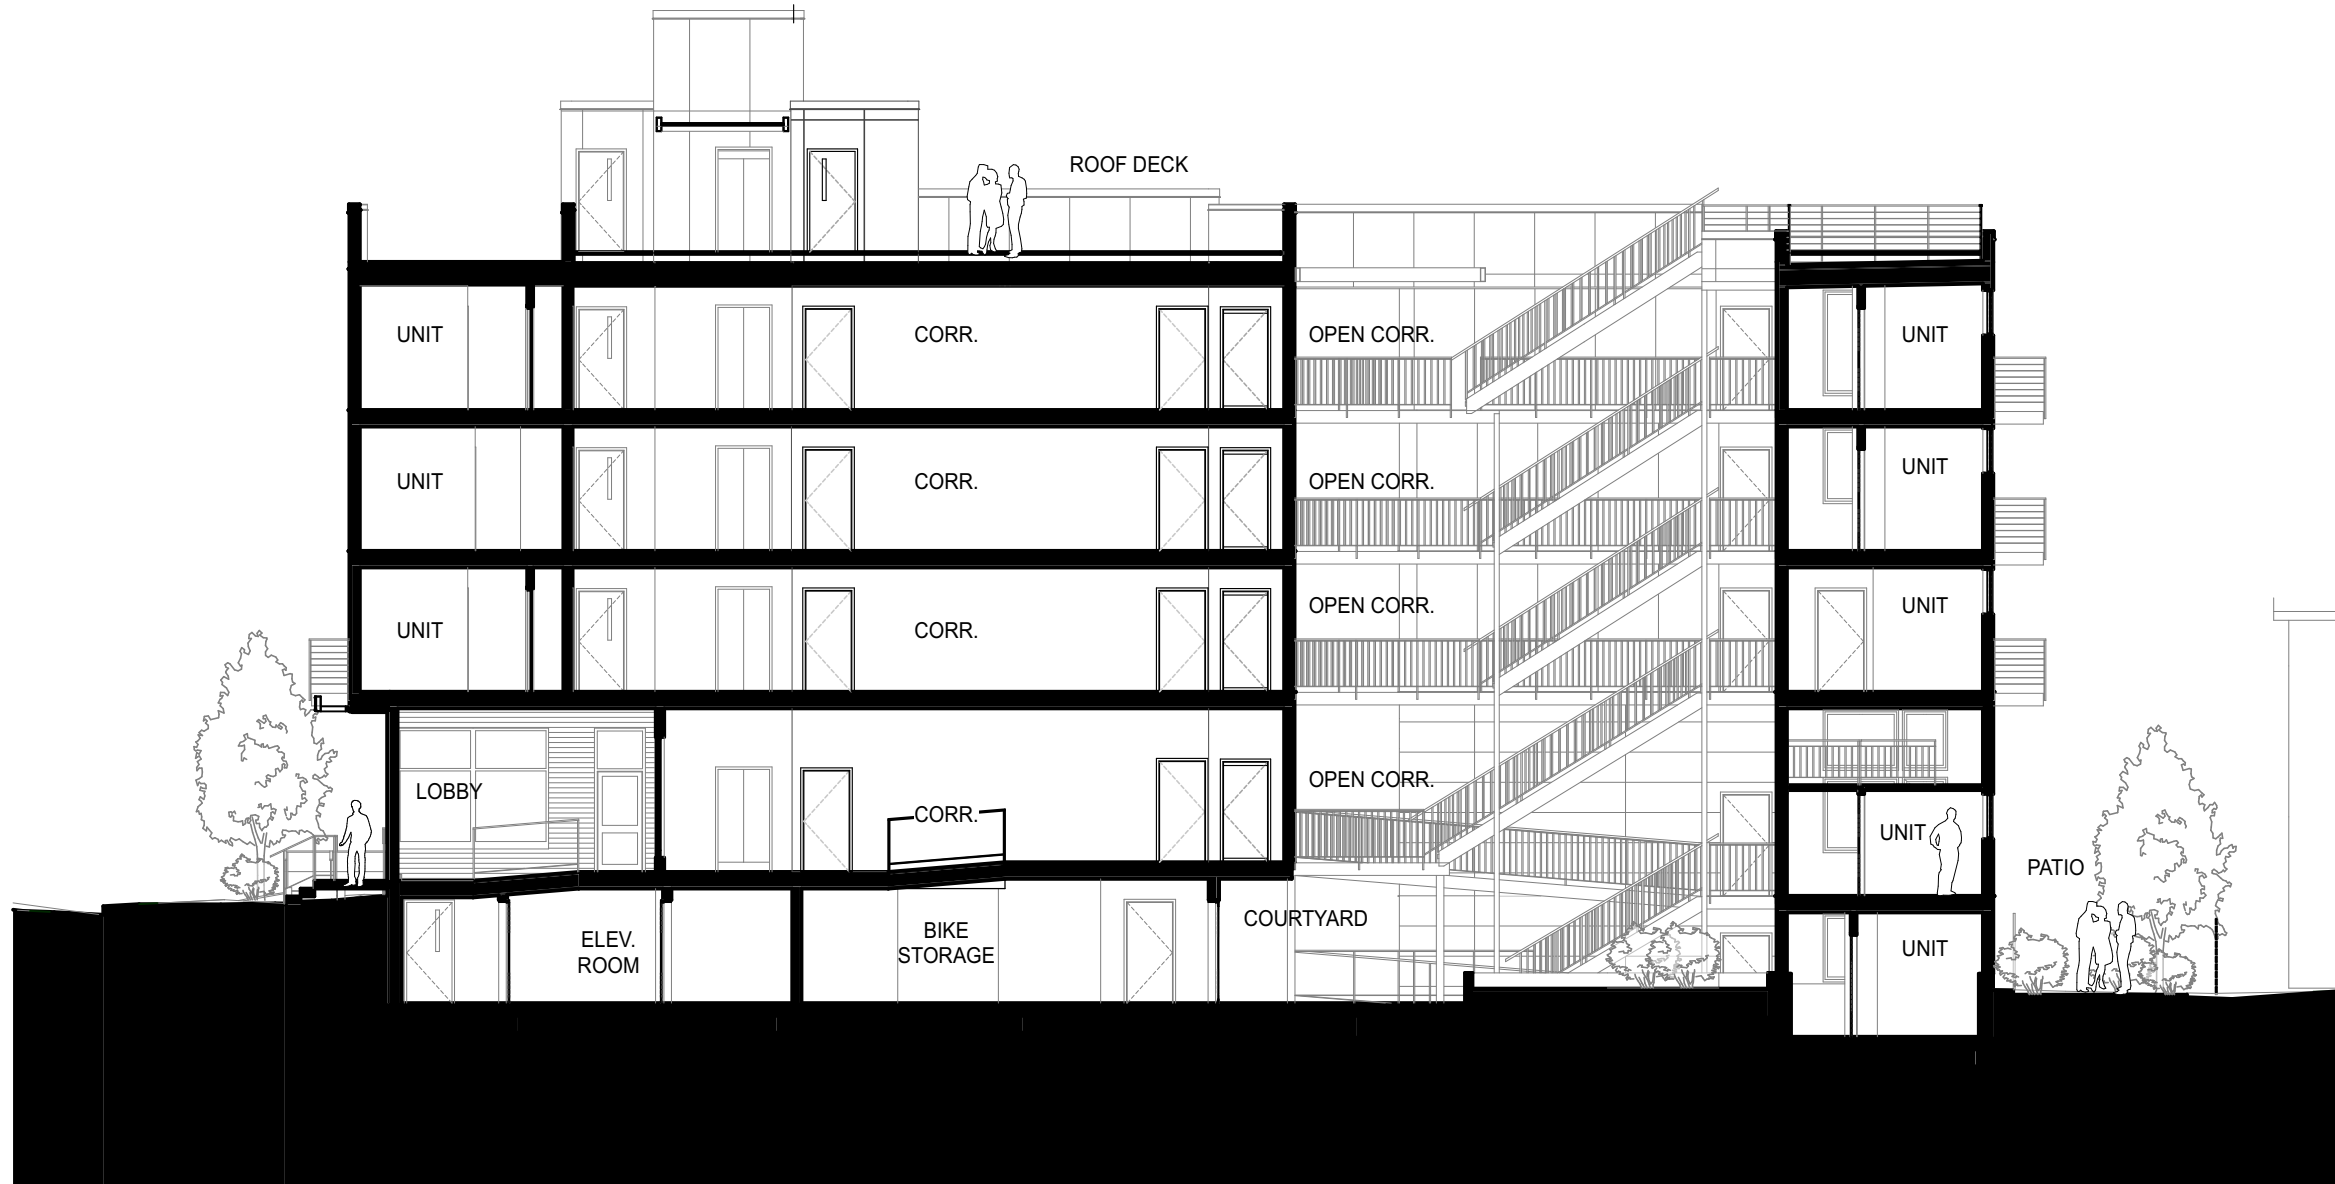 ROOF DECK
UNIT
CORR.
OPEN CORR.
UNIT
UNIT
CORR.
OPEN CORR.
UNIT
UNIT
CORR.
OPEN CORR.
UNIT
LOBBY
CORR.
OPEN CORR.
UNIT
PATIO
ELEV.
ROOM
BIKE
STORAGE
COURTYARD
UNIT